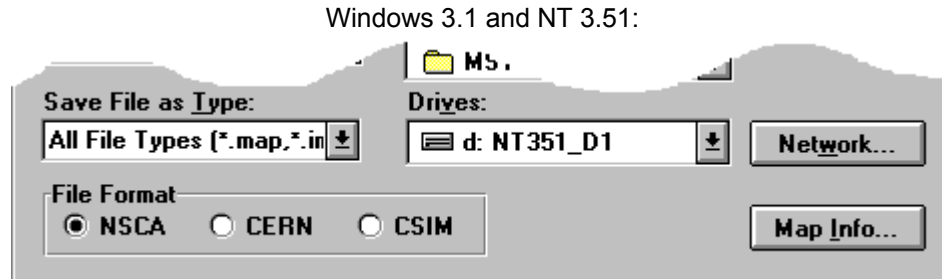 Windows 3.1 and NT 3.51:
Save File as Type:
Drives:
All File Types (*.map,*.in
d: NT351_D1
Network...
File Format
NSCA
CERN
CSIM
Map Info...